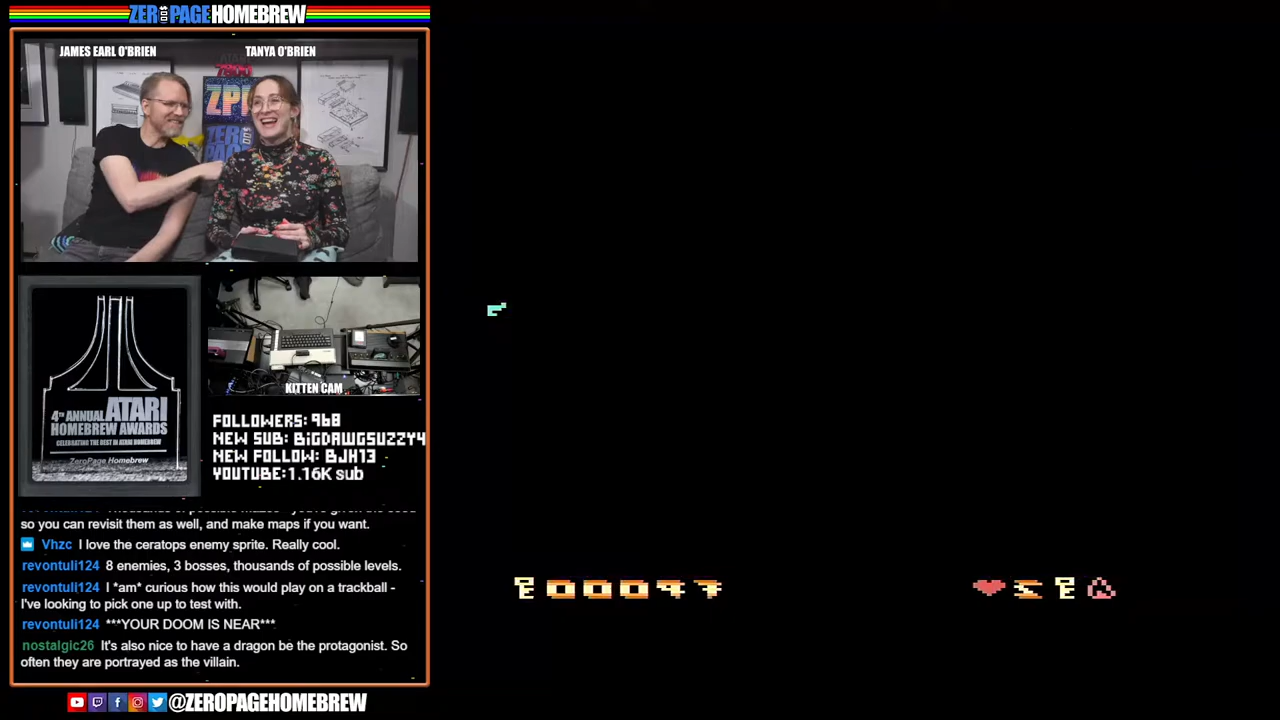 ZEROPAGE HOMEBREW
JAMES EARL O'BRIEN
TANYA O'BRIEN
ZP
4TH ANNUAL ATARI
HOMEBREW AWARDS
CELEBRATING THE BEST IN ATARI HOMEBREW
ZeroPage Homebrew
KITTEN CAM
FOLLOWERS: 968
NEW SUB: BIGDAWGSUZZY4
NEW FOLLOW: BJH13
YOUTUBE: 1.16K sub
so you can revisit them as well, and make maps if you want.
Vhzc I love the ceratops enemy sprite. Really cool.
revontuli124 8 enemies, 3 bosses, thousands of possible levels.
revontuli124 I *am* curious how this would play on a trackball -
I've looking to pick one up to test with.
revontuli124 ***YOUR DOOM IS NEAR***
nostalgic26 It's also nice to have a dragon be the protagonist. So
often they are portrayed as the villain.
@ZEROPAGEHOMEBREW
00047